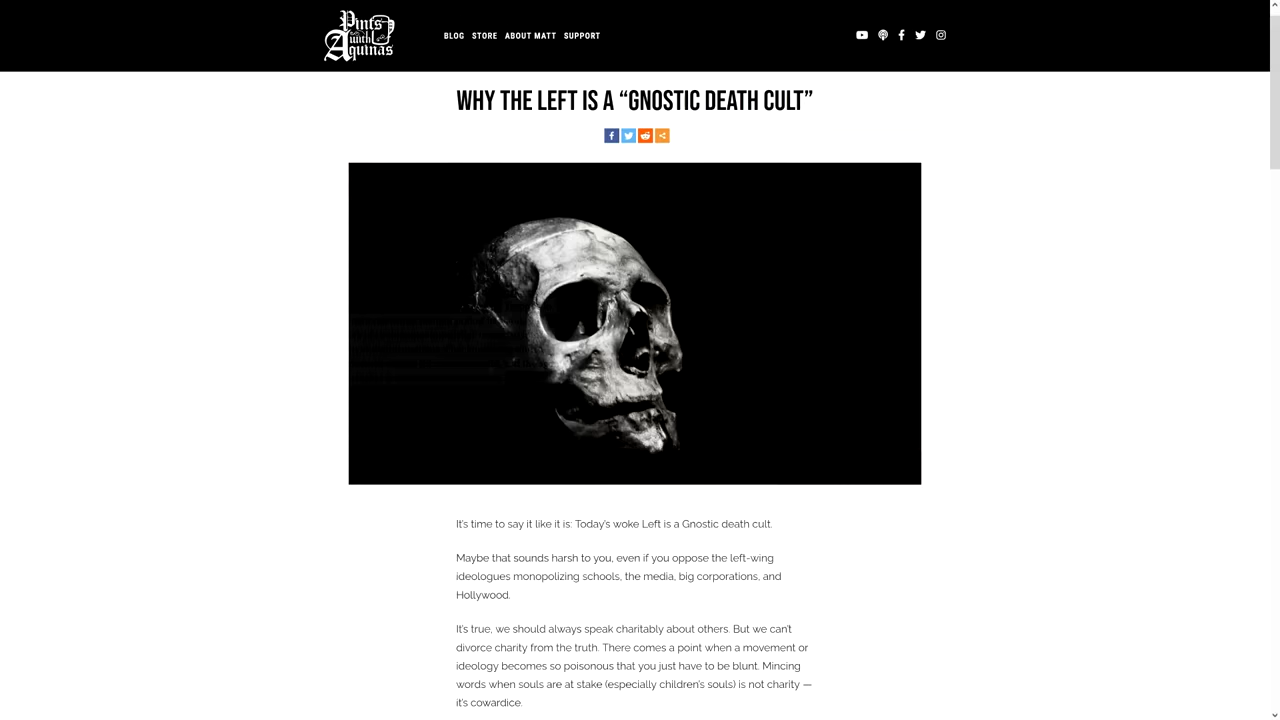 Pints
with
Aquinas
BLOG STORE ABOUT MATT SUPPORT
WHY THE LEFT IS A “GNOSTIC DEATH CULT”
It’s time to say it like it is: Today’s woke Left is a Gnostic death cult.
Maybe that sounds harsh to you, even if you oppose the left-wing
ideologues monopolizing schools, the media, big corporations, and
Hollywood.
It’s true, we should always speak charitably about others. But we can’t
divorce charity from the truth. There comes a point when a movement or
ideology becomes so poisonous that you just have to be blunt. Mincing
words when souls are at stake (especially children’s souls) is not charity —
it’s cowardice.